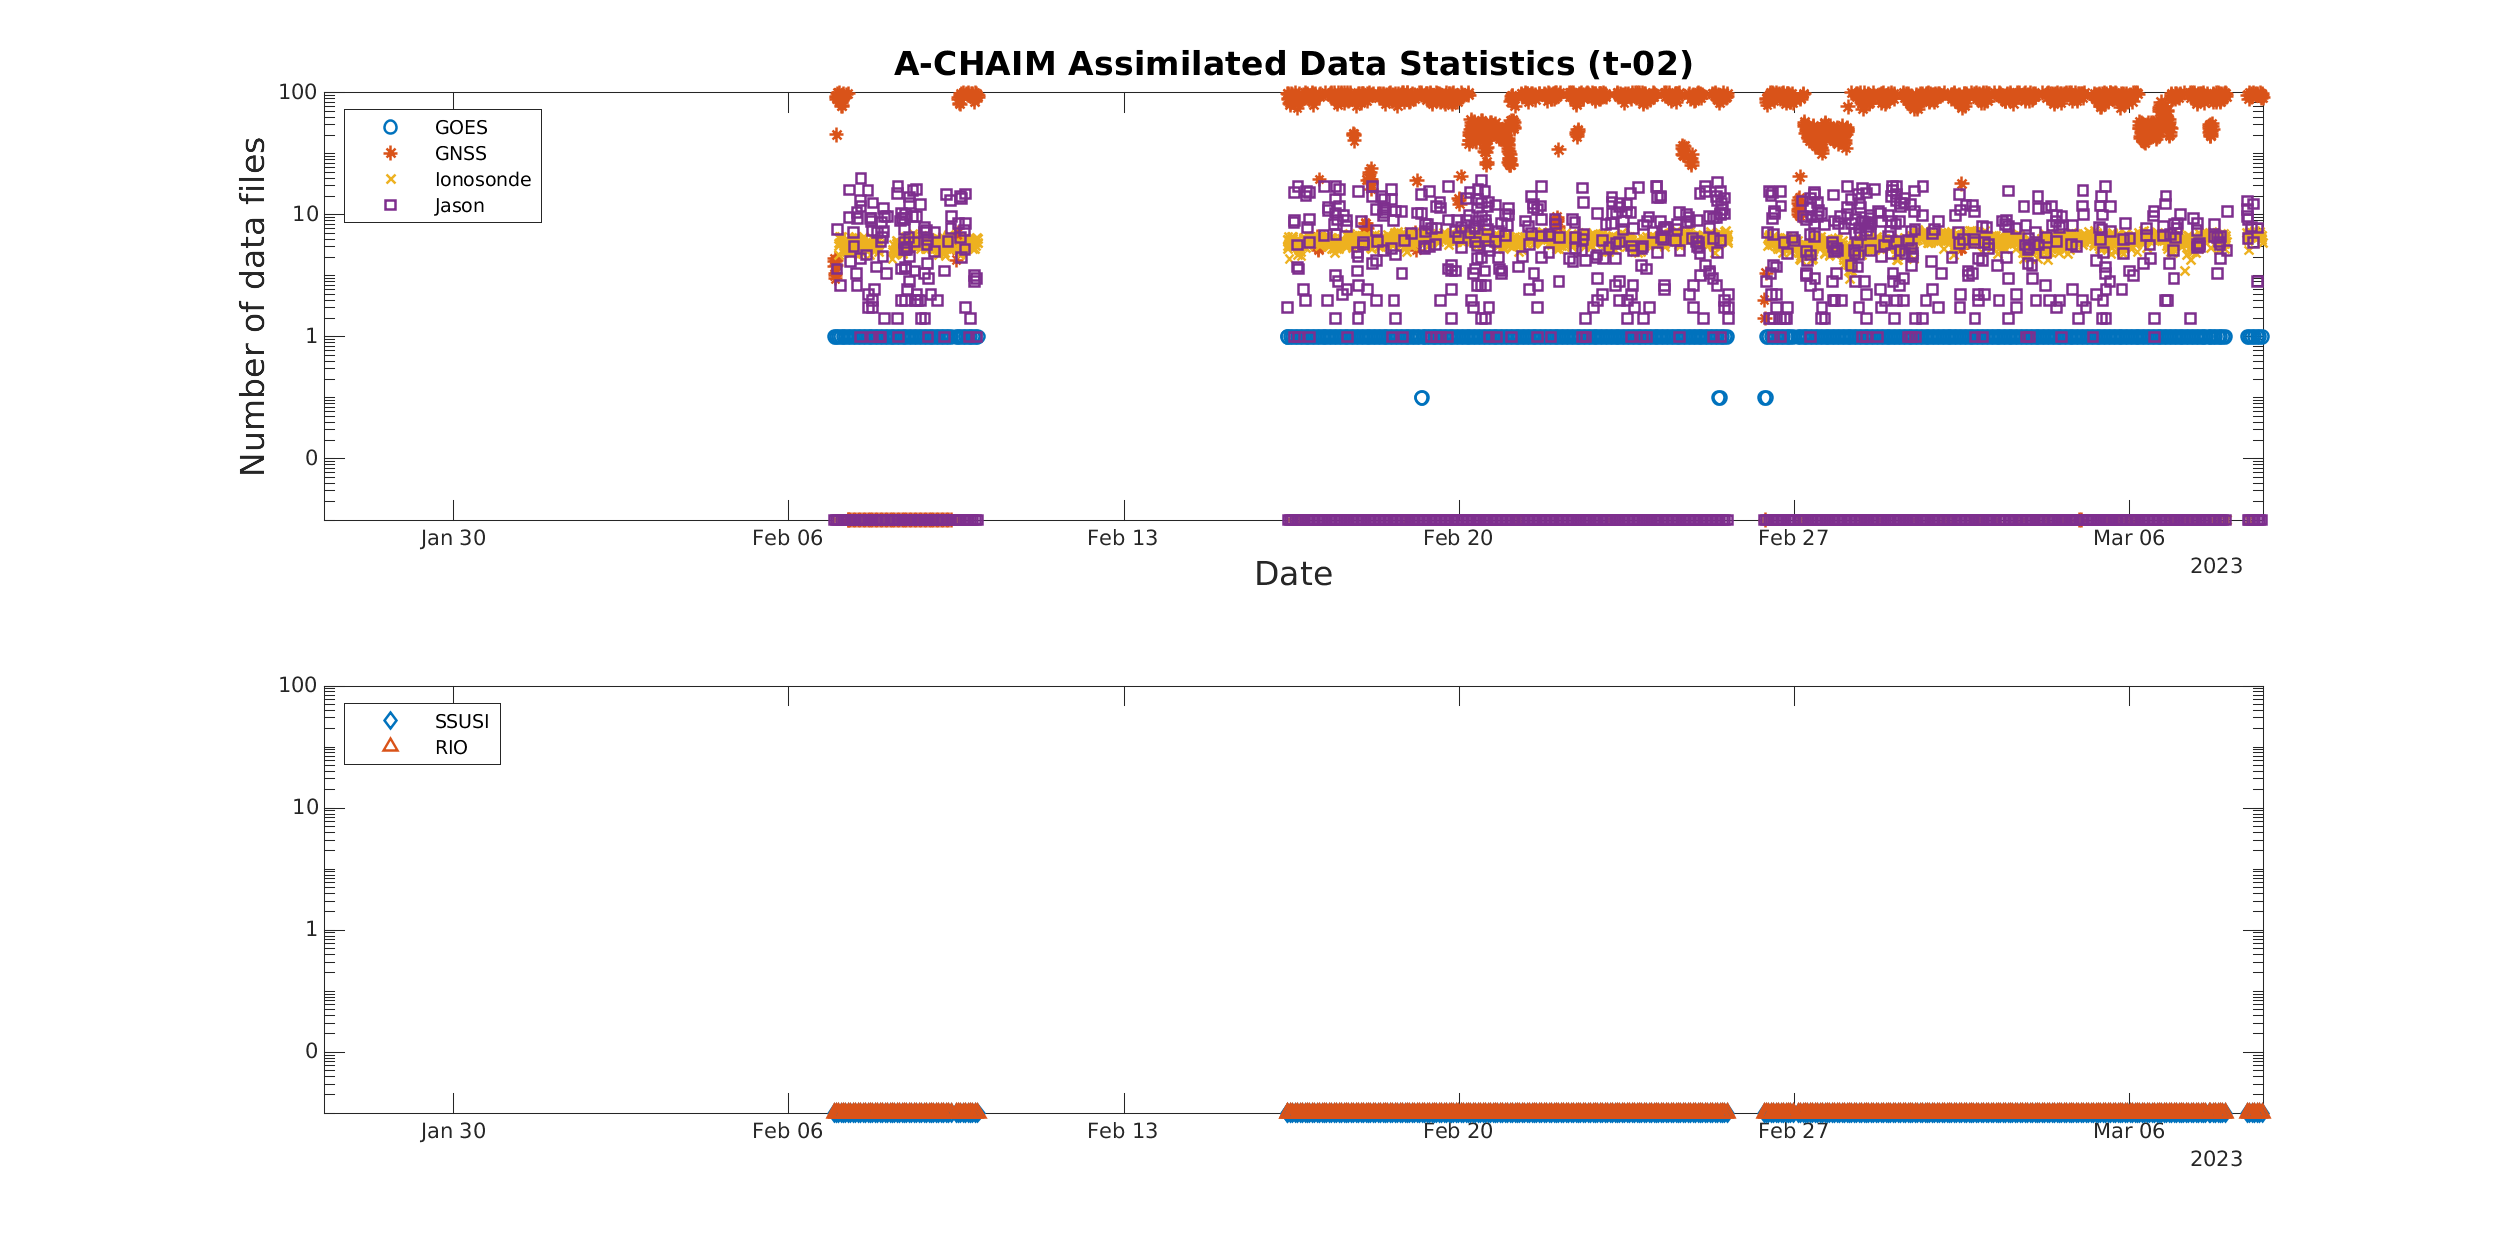 A-CHAIM Assimilated Data Statistics (t-02)
100
10
1
0
Number of data files
GOES
GNSS
Ionosonde
Jason
Jan 30
Feb 06
Feb 13
Feb 20
Feb 27
Mar 06
2023
Date
100
10
1
0
SSUSI
RIO
Jan 30
Feb 06
Feb 13
Feb 20
Feb 27
Mar 06
2023